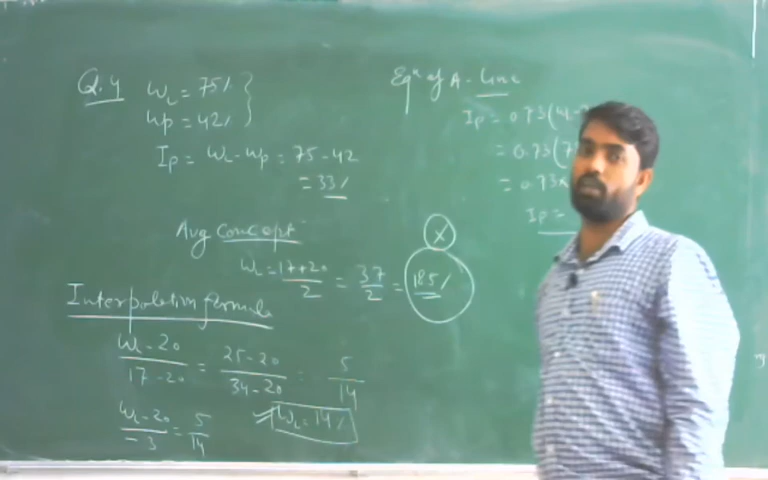 Q.4
WL = 75%
Wp = 42%
Ip = WL - Wp = 75 - 42
= 33%
Avg Concept
WL = 17+20/2 = 37/2 = 18.5% X
Interpolation formula
WL - 20/17 - 20 = 25 - 20/34 - 20 = 5/14
WL - 20/-3 = 5/14
WL = 14%
Eqn of A-line
Ip = 0.73(
= 0.73(7
= 0.73×
Ip =